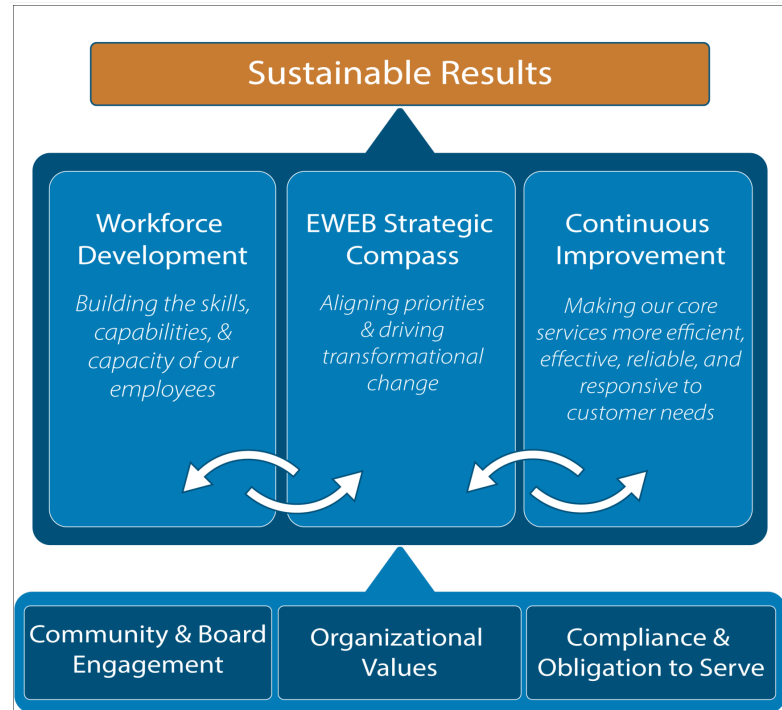 Sustainable Results
Workforce
Development
Building the skills,
capabilities, &
capacity of our
employees
EWEB Strategic
Compass
Aligning priorities
& driving
transformational
change
Continuous
Improvement
Making our core
services more efficient,
effective, reliable, and
responsive to
customer needs
Community & Board
Engagement
Organizational
Values
Compliance &
Obligation to Serve